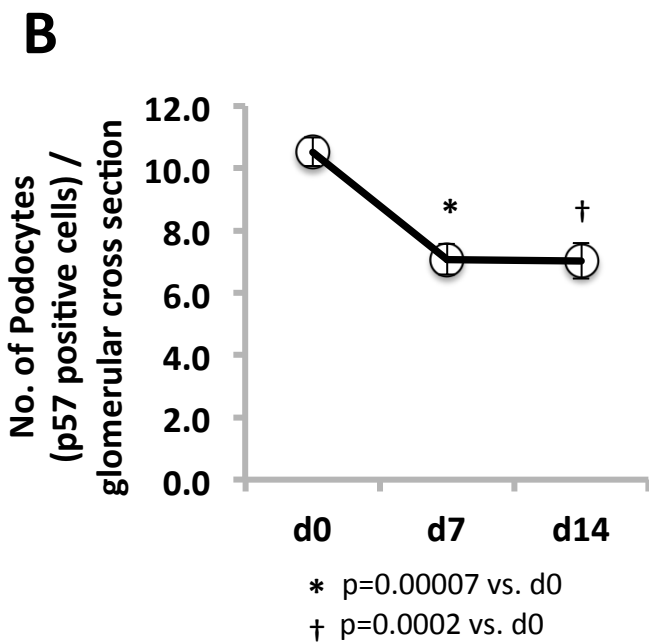 B
No. of Podocytes
(p57 positive cells) /
glomerular cross section
12.0
10.0
8.0
6.0
4.0
2.0
0.0
*
†
d0 d7 d14
* p=0.00007 vs. d0
† p=0.0002 vs. d0